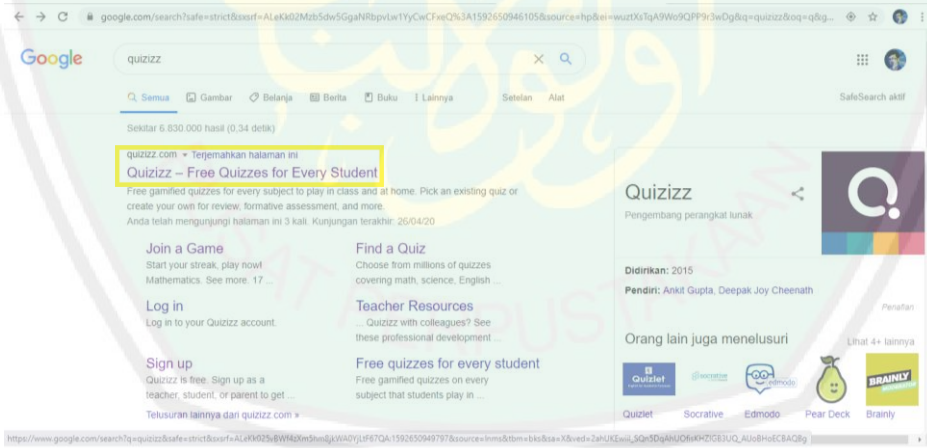 google.com/search?safe=strict&sxsrf=ALeKk02Mzb5dw5GgaNRbpvLw1YyCwCFxeQ%3A1592650946105&source=hp&ei=wuztXsTqA9Wo9QPP9r3wDg&q=quizizz&oq=q&g...
Google
quizizz
Semua Gambar Belanja Berita Buku Lainnya Setelan Alat
SafeSearch aktif
Sekitar 6.830.000 hasil (0,34 detik)
quizizz.com Terjemahkan halaman ini
Quizizz – Free Quizzes for Every Student
Free gamified quizzes for every subject to play in class and at home. Pick an existing quiz or
create your own for review, formative assessment, and more.
Anda telah mengunjungi halaman ini 3 kali. Kunjungan terakhir: 26/04/20
Join a Game
Start your streak, play now!
Mathematics. See more. 17 ...
Find a Quiz
Choose from millions of quizzes
covering math, science, English ...
Log in
Log in to your Quizizz account.
Teacher Resources
... Quizizz with colleagues? See
these professional development ...
Sign up
Quizizz is free. Sign up as a
teacher, student, or parent to get ...
Free quizzes for every student
Free gamified quizzes on every
subject that students play in ...
Telusuran lainnya dari quizizz.com »
Quizizz
Pengembang perangkat lunak
Didirikan: 2015
Pendiri: Ankit Gupta, Deepak Joy Cheenath
Orang lain juga menelusuri
Lihat 4+ lainnya
Quizlet
socrative
edmodo
BRAINLY
Quizlet Socrative Edmodo Pear Deck Brainly
PUSTAKAAN